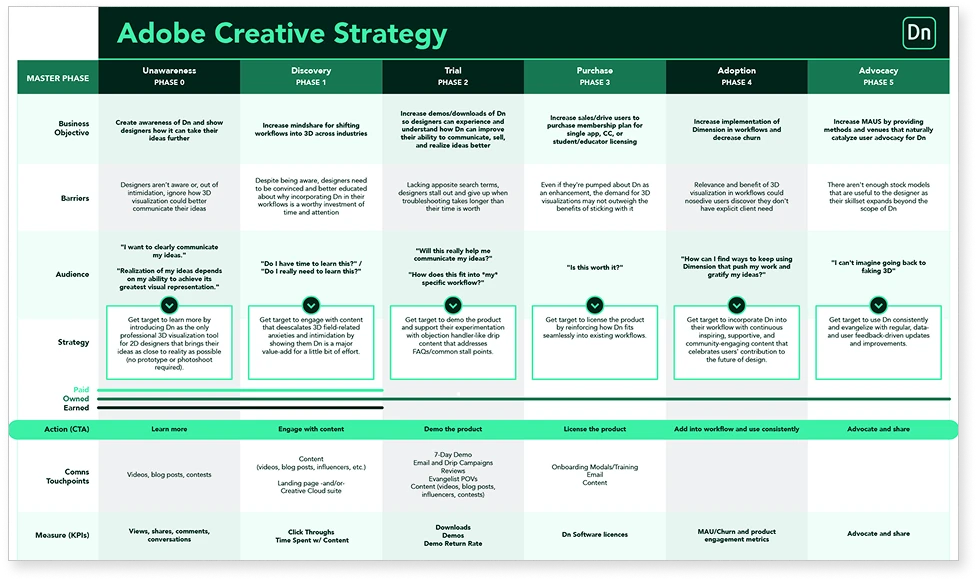 Adobe Creative Strategy
Dn
MASTER PHASE
Unawareness
PHASE 0
Discovery
PHASE 1
Trial
PHASE 2
Purchase
PHASE 3
Adoption
PHASE 4
Advocacy
PHASE 5
Business
Objective
Create awareness of Dn and show
designers how it can take their
ideas further
Increase mindshare for shifting
workflows into 3D across industries
Increase demos/downloads of Dn
so designers can experience and
understand how Dn can improve
their ability to communicate, sell,
and realize ideas better
Increase sales/drive users to
purchase membership plan for
single app, CC, or
student/educator licensing
Increase implementation of
Dimension in workflows and
decrease churn
Increase MAUS by providing
methods and venues that naturally
catalyze user advocacy for Dn
Barriers
Designers aren't aware or, out of
intimidation, ignore how 3D
visualization could better
communicate their ideas
Despite being aware, designers need
to be convinced and better educated
about why incorporating Dn in their
workflows is a worthy investment of
time and attention
Lacking apposite search terms,
designers stall out and give up when
troubleshooting takes longer than
their time is worth
Even if they're pumped about Dn as
an enhancement, the demand for 3D
visualizations may not outweigh the
benefits of sticking with it
Relevance and benefit of 3D
visualization in workflows could
nosedive users discover they don't
have explicit client need
There aren't enough stock models
that are useful to the designer as
their skillset expands beyond the
scope of Dn
Audience
"I want to clearly communicate
my ideas."
"Realization of my ideas depends
on my ability to achieve its
greatest visual representation."
"Do I have time to learn this?" /
"Do I really need to learn this?"
"Will this really help me
communicate my ideas?"
"How does this fit into *my*
specific workflow?"
"Is this worth it?"
"How can I find ways to keep using
Dimension that push my work and
gratify my ideas?"
"I can't imagine going back to
faking 3D"
Strategy
Get target to learn more by
introducing Dn as the only
professional 3D visualization tool
for 2D designers that brings their
ideas as close to reality as possible
(no prototype or photoshoot
required).
Get target to engage with content
that deescalates 3D field-related
anxieties and intimidation by
showing them Dn is a major
value-add for a little bit of effort.
Get target to demo the product
and support their experimentation
with objection handler-like drip
content that addresses
FAQs/common stall points.
Get target to license the product
by reinforcing how Dn fits
seamlessly into existing workflows.
Get target to incorporate Dn into
their workflow with continuous
inspiring, supportive, and
community-engaging content that
celebrates users' contribution to
the future of design.
Get target to use Dn consistently
and evangelize with regular, data-
and user feedback-driven updates
and improvements.
Paid
Owned
Earned
Action (CTA)
Learn more
Engage with content
Demo the product
License the product
Add into workflow and use consistently
Advocate and share
Comns
Touchpoints
Videos, blog posts, contests
Content
(videos, blog posts, influencers, etc.)
Landing page -and/or-
Creative Cloud suite
7-Day Demo
Email and Drip Campaigns
Reviews
Evangelist POVs
Content (videos, blog posts,
influencers, contests)
Onboarding Modals/Training
Email
Content
Measure (KPIs)
Views, shares, comments,
conversations
Click Throughs
Time Spent w/ Content
Downloads
Demos
Demo Return Rate
Dn Software licences
MAU/Churn and product
engagement metrics
Advocate and share